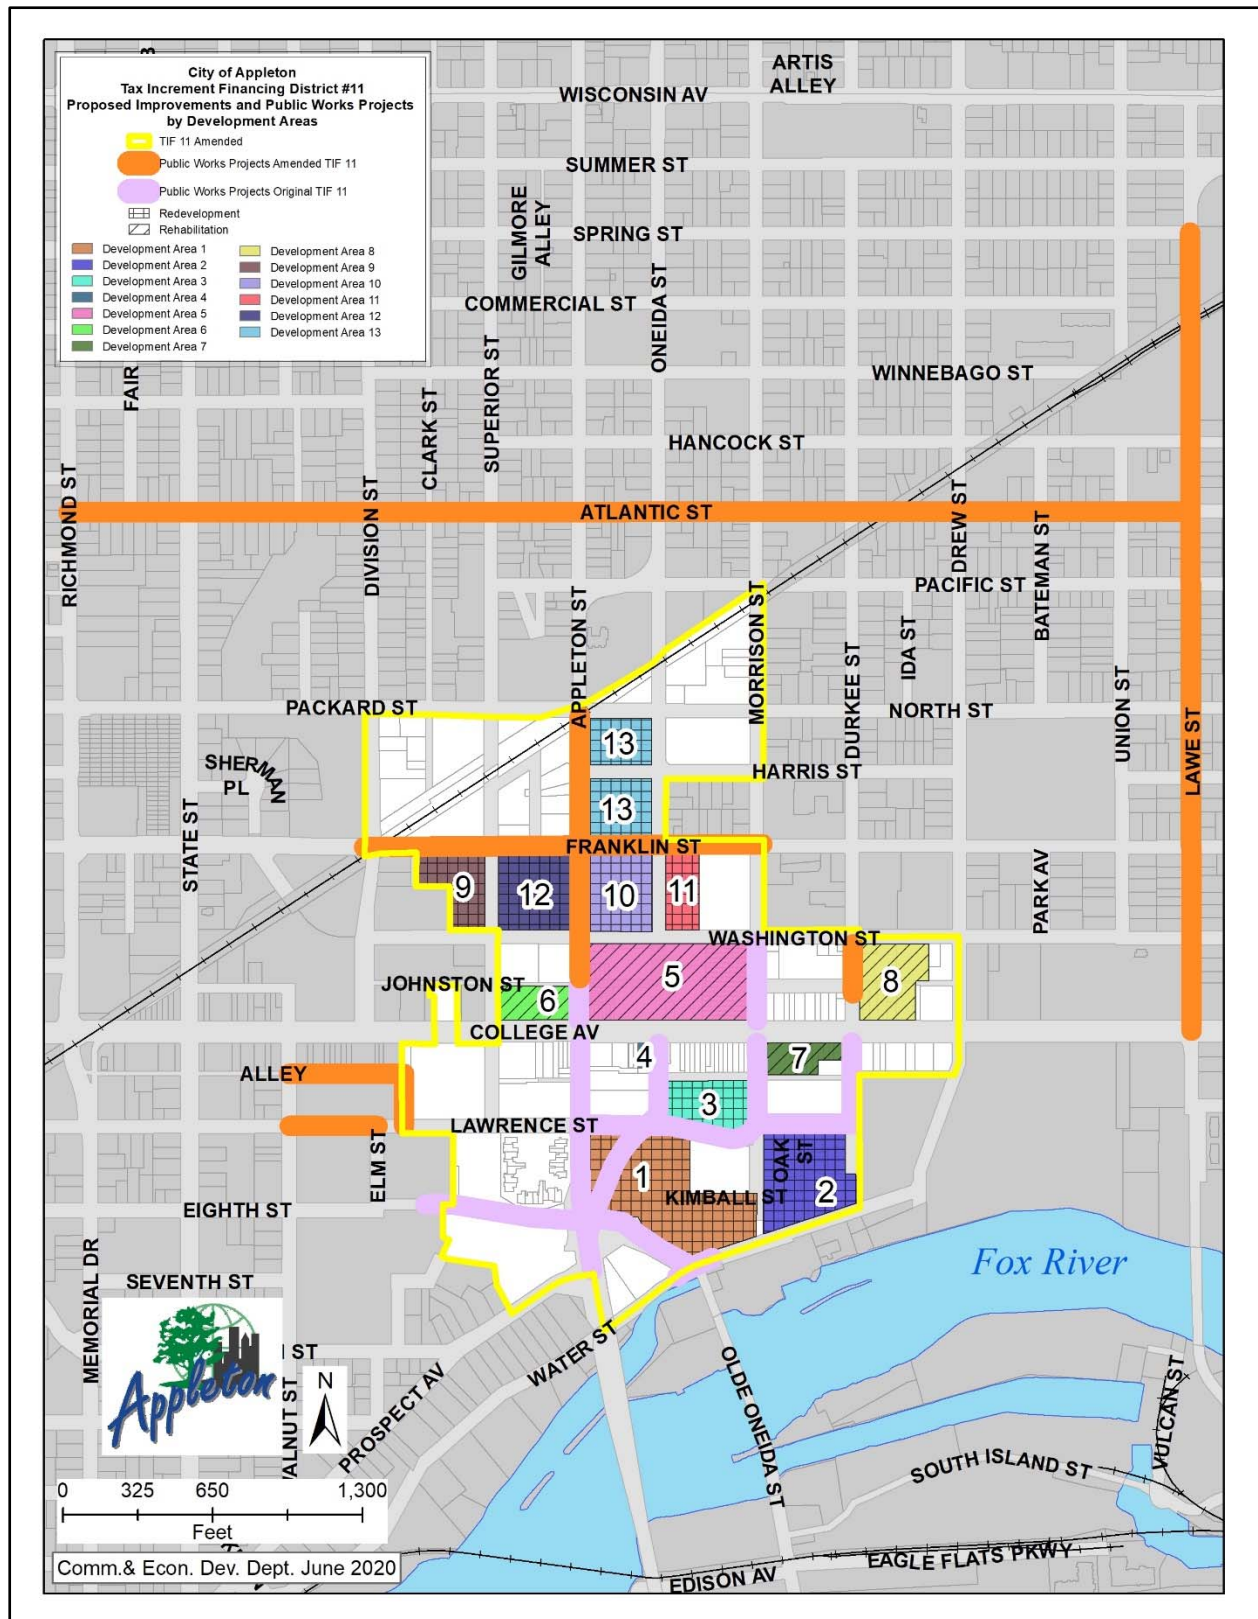 City of Appleton
Tax Increment Financing District #11
Proposed Improvements and Public Works Projects
by Development Areas
TIF 11 Amended
Public Works Projects Amended TIF 11
Public Works Projects Original TIF 11
Redevelopment
Rehabilitation
Development Area 1
Development Area 2
Development Area 3
Development Area 4
Development Area 5
Development Area 6
Development Area 7
Development Area 8
Development Area 9
Development Area 10
Development Area 11
Development Area 12
Development Area 13
ARTIS
ALLEY
WISCONSIN AV
SUMMER ST
GILMORE
ALLEY
SPRING ST
ONEIDA ST
COMMERCIAL ST
FAIR
SUPERIOR ST
CLARK ST
WINNEBAGO ST
HANCOCK ST
RICHMOND ST
DIVISION ST
ATLANTIC ST
DREW ST
BATEMAN ST
PACIFIC ST
APPLETON ST
MORRISON ST
IDA ST
DURKEE ST
UNION ST
LAWE ST
PACKARD ST
NORTH ST
SHERMAN
PL
13
HARRIS ST
13
STATE ST
FRANKLIN ST
PARK AV
9
12
10
11
WASHINGTON ST
JOHNSTON ST
6
5
8
COLLEGE AV
ALLEY
4
7
3
LAWRENCE ST
ELM ST
OAK
ST
1
KIMBALL ST
2
EIGHTH ST
MEMORIAL DR
SEVENTH ST
Fox River
Appleton
ST
N
ALNUT ST
PROSPECT AV
WATER ST
OLDE ONEIDA ST
VULCAN ST
SOUTH ISLAND ST
0 325 650 1,300
Feet
EAGLE FLATS PKWY
EDISON AV
Comm.& Econ. Dev. Dept. June 2020